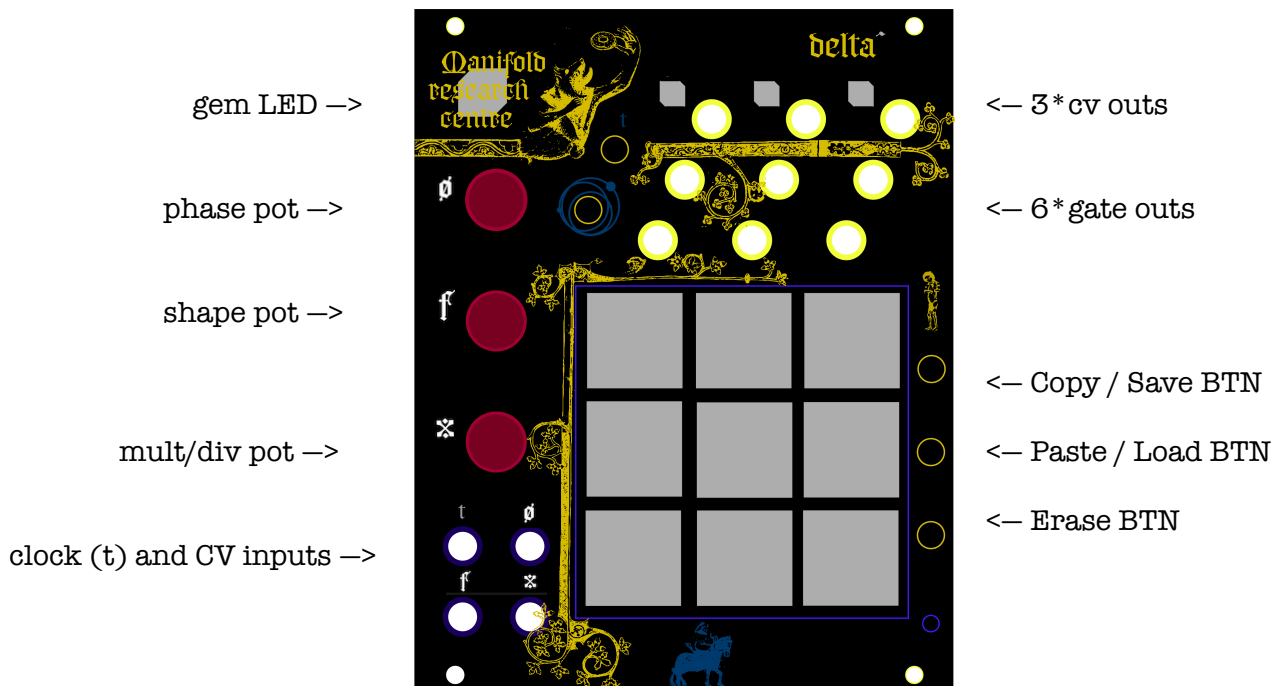 Manifold
research
centre
delta
gem LED —>
<— 3*cv outs
t
ø
phase pot —>
<— 6*gate outs
f
shape pot —>
<— Copy / Save BTN
mult/div pot —>
<— Paste / Load BTN
t
ø
<— Erase BTN
clock (t) and CV inputs —>
f